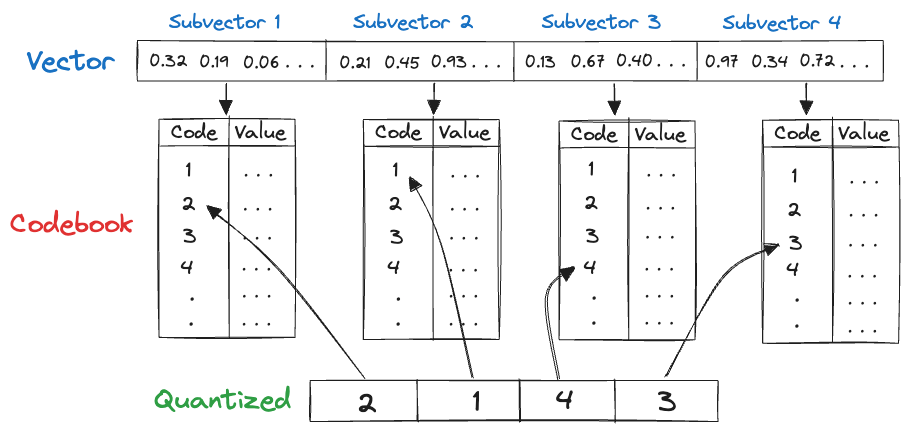 Subvector 1 Subvector 2 Subvector 3 Subvector 4
Vector 0.32 0.19 0.06... 0.21 0.45 0.93... 0.13 0.67 0.40... 0.97 0.34 0.72...
Code Value Code Value Code Value Code Value
1 ... 1 ... 1 ... 1 ...
2 ... 2 ... 2 ... 2 ...
Codebook
3 ... 3 ... 3 ... 3 ...
4 ... 4 ... 4 ... 4 ...
. ... . ... . ... . ...
. ... . ... . ... . ...
Quantized 2 1 4 3